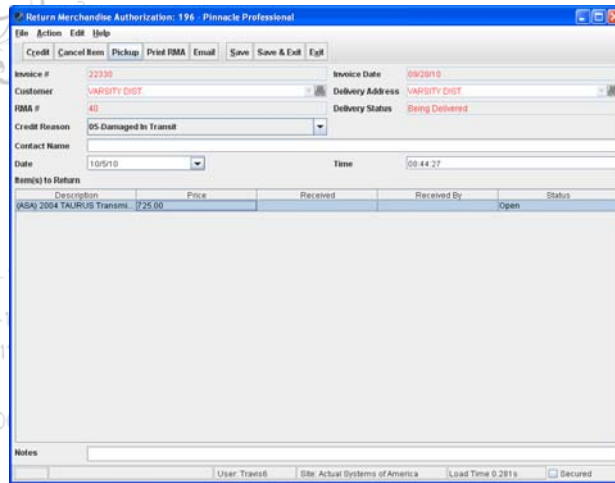 Return Merchandise Authorization: 196 - Pinnacle Professional
File Action Edit Help
Credit Cancel Item Pickup Print RMA Email Save Save & Exit Exit
Invoice # 22330 Invoice Date 09/28/10
Customer VARSITY DIST. Delivery Address VARSITY DIST.
RMA # 40 Delivery Status Being Delivered
Credit Reason 05-Damaged In Transit
Contact Name
Date 10/5/10 Time 08:44:27
Item(s) to Return
Description Price Received Received By Status
(ASA) 2004 TAURUS Transmi... 725.00 Open
Notes
User: Travis6 Site: Actual Systems of America Load Time 0.281s Secured